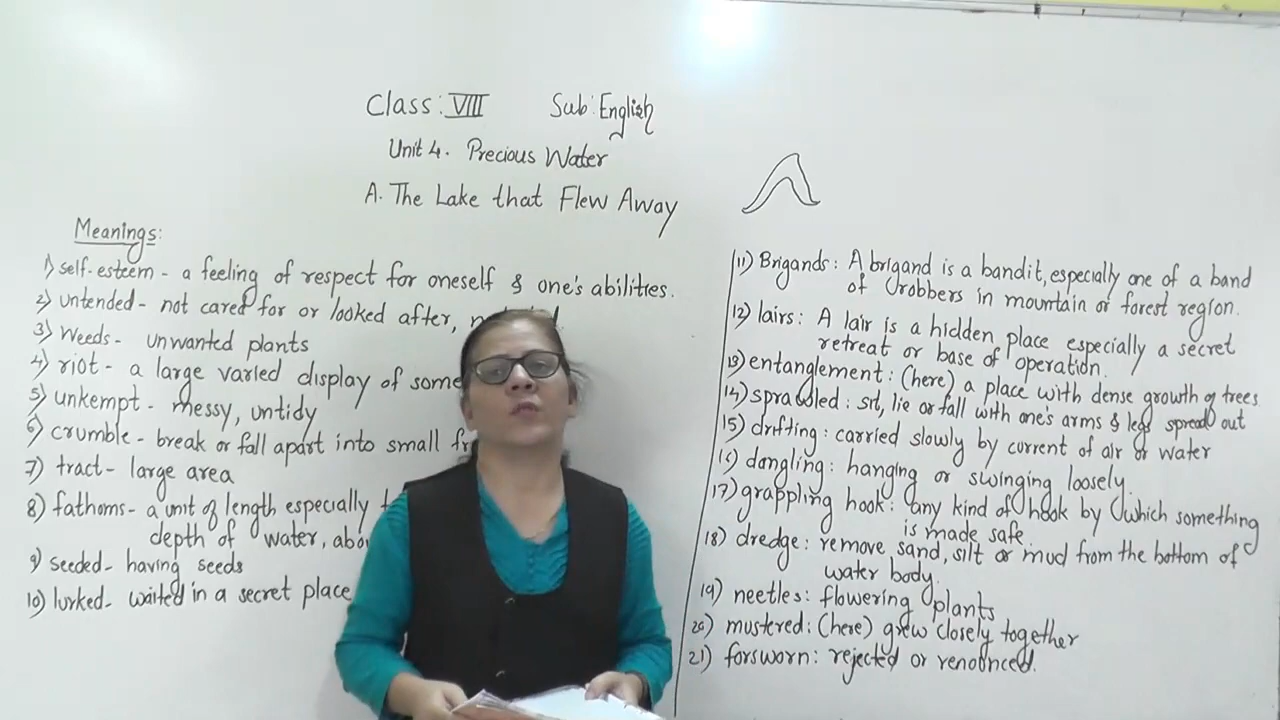 Class: VIII Sub: English
Unit 4. Precious Water
A. The Lake that Flew Away
Meanings:
1) self-esteem - a feeling of respect for oneself & one's abilities.
2) untended - not cared for or looked after,
3) Weeds - unwanted plants
4) riot - a large varied display of some
5) unkempt - messy, untidy
6) crumble - break or fall apart into small
7) tract - large area
8) fathoms - a unit of length especially
depth of water,
9) seeded - having seeds
10) lurked - waited in a secret place
11) Brigands: A brigand is a bandit, especially one of a band
of robbers in mountain or forest region.
12) lairs: A lair is a hidden place especially a secret
retreat or base of operation.
13) entanglement: (here) a place with dense growth of trees
14) sprawled: sit, lie or fall with one's arms & legs spread out
15) drifting: carried slowly by current of air or water
16) dangling: hanging or swinging loosely.
17) grappling hook: any kind of hook by which something
is made safe.
18) dredge: remove sand, silt or mud from the bottom of
water body.
19) neetles: flowering plants
20) mustered: (here) grew closely together
21) forsworn: rejected or renounced.